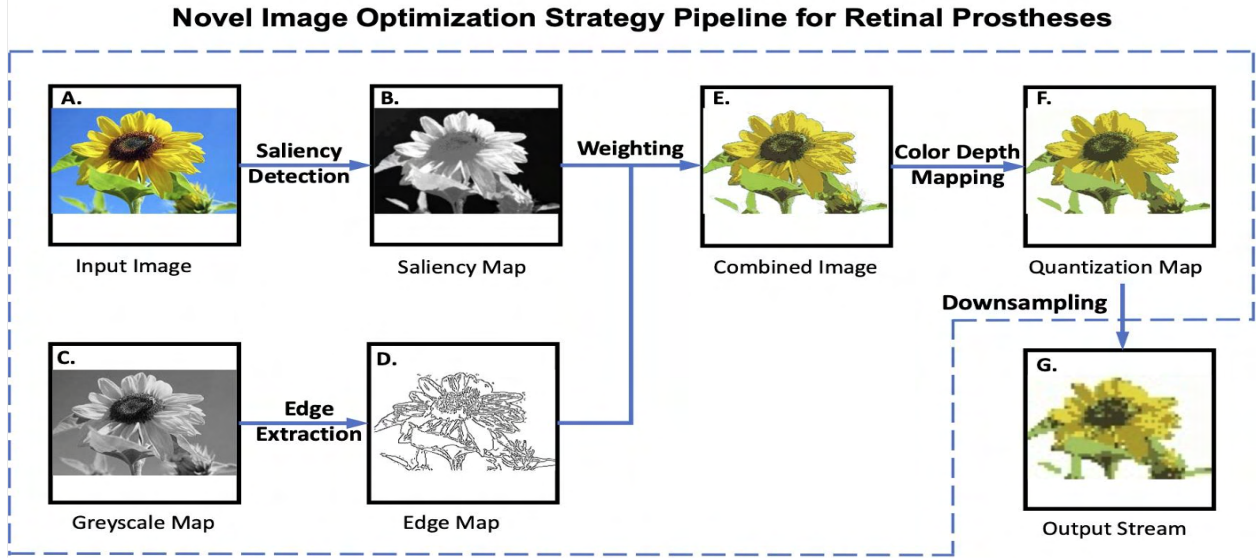 Novel Image Optimization Strategy Pipeline for Retinal Prostheses
A.
Saliency
Detection
B.
Weighting
E.
Color Depth
Mapping
F.
Input Image
Saliency Map
Combined Image
Quantization Map
Downsampling
C.
Edge
Extraction
D.
G.
Greyscale Map
Edge Map
Output Stream